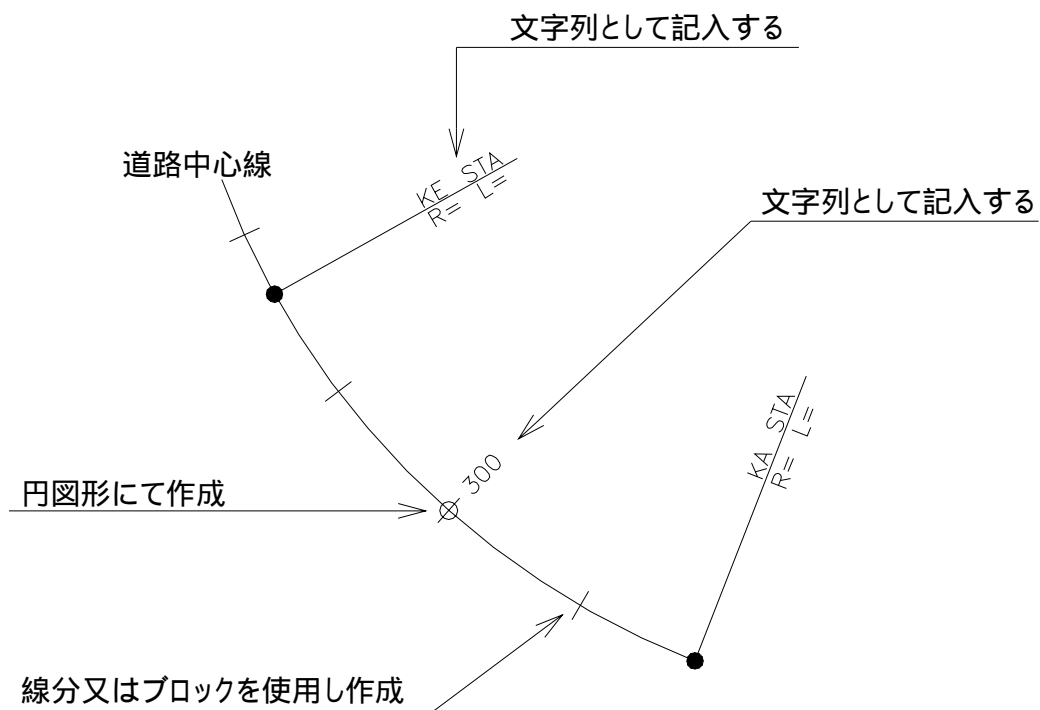 文字列として記入する
道路中心線
KE STA
R= L=
文字列として記入する
KA STA
R= L=
300
円図形にて作成
線分又はブロックを使用し作成